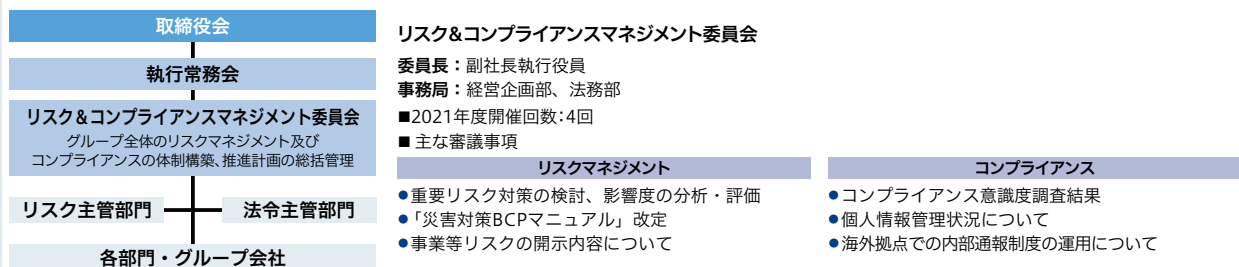 取締役会
執行常務会
リスク&コンプライアンスマネジメント委員会
グループ全体のリスクマネジメント及び
コンプライアンスの体制構築、推進計画の総括管理
リスク主管部門
法令主管部門
各部門・グループ会社
リスク&コンプライアンスマネジメント委員会
委員長：副社長執行役員
事務局：経営企画部、法務部
■2021年度開催回数：4回
■ 主な審議事項
リスクマネジメント
●重要リスク対策の検討、影響度の分析・評価
●「災害対策BCPマニュアル」改定
●事業等リスクの開示内容について
コンプライアンス
●コンプライアンス意識度調査結果
●個人情報管理状況について
●海外拠点での内部通報制度の運用について